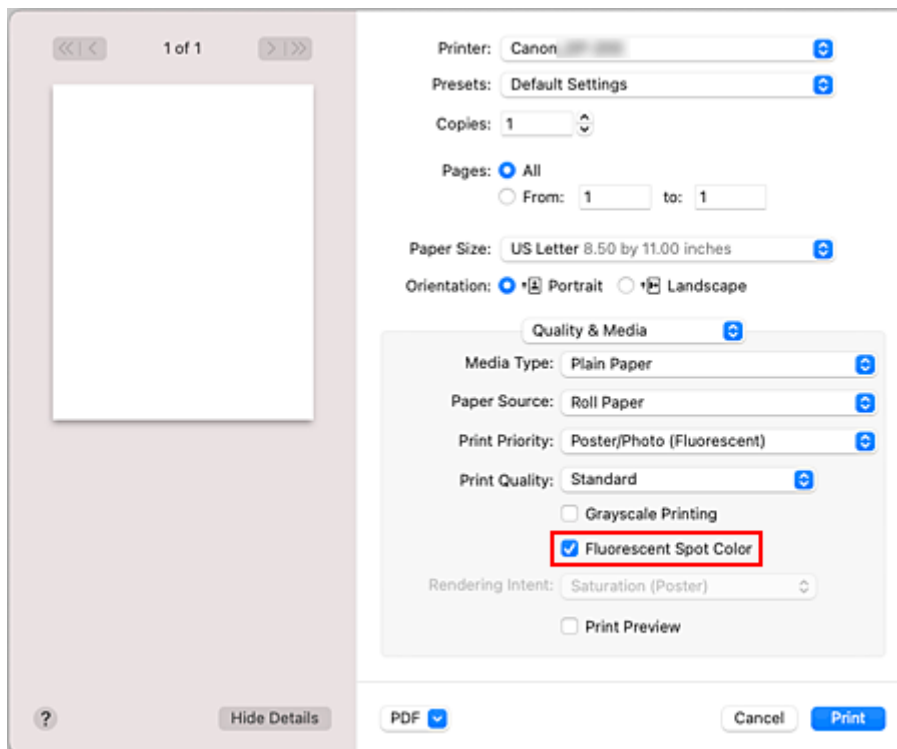 1 of 1
Printer: Canon
Presets: Default Settings
Copies: 1
Pages: All
From: 1 to: 1
Paper Size: US Letter 8.50 by 11.00 inches
Orientation: Portrait Landscape
Quality & Media
Media Type: Plain Paper
Paper Source: Roll Paper
Print Priority: Poster/Photo (Fluorescent)
Print Quality: Standard
Grayscale Printing
Fluorescent Spot Color
Rendering Intent: Saturation (Poster)
Print Preview
? Hide Details PDF Cancel Print